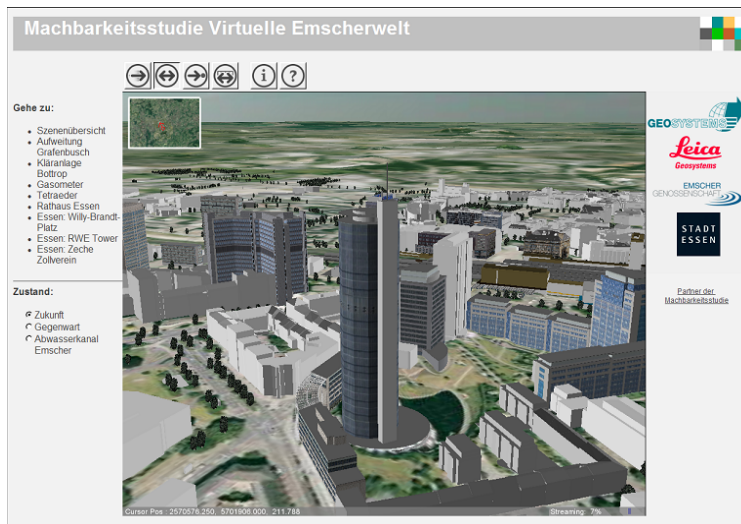 Machbarkeitsstudie Virtuelle Emscherwelt
i ?
Gehe zu:
Szenenübersicht
Aufweitung
Grafenbusch
Kläranlage
Bottrop
Gasometer
Tetraeder
Rathaus Essen
Essen: Willy-Brandt-
Platz
Essen: RWE Tower
Essen: Zeche
Zollverein
Zustand:
Zukunft
Gegenwart
Abwasserkanal
Emscher
Cursor Pos : 2570576.250, 5701906.000, 211.788
Streaming: 7%
GEOSYSTEMS
Leica
Geosystems
EMSCHER
GENOSSENSCHAFT
STADT
ESSEN
Partner der
Machbarkeitsstudie